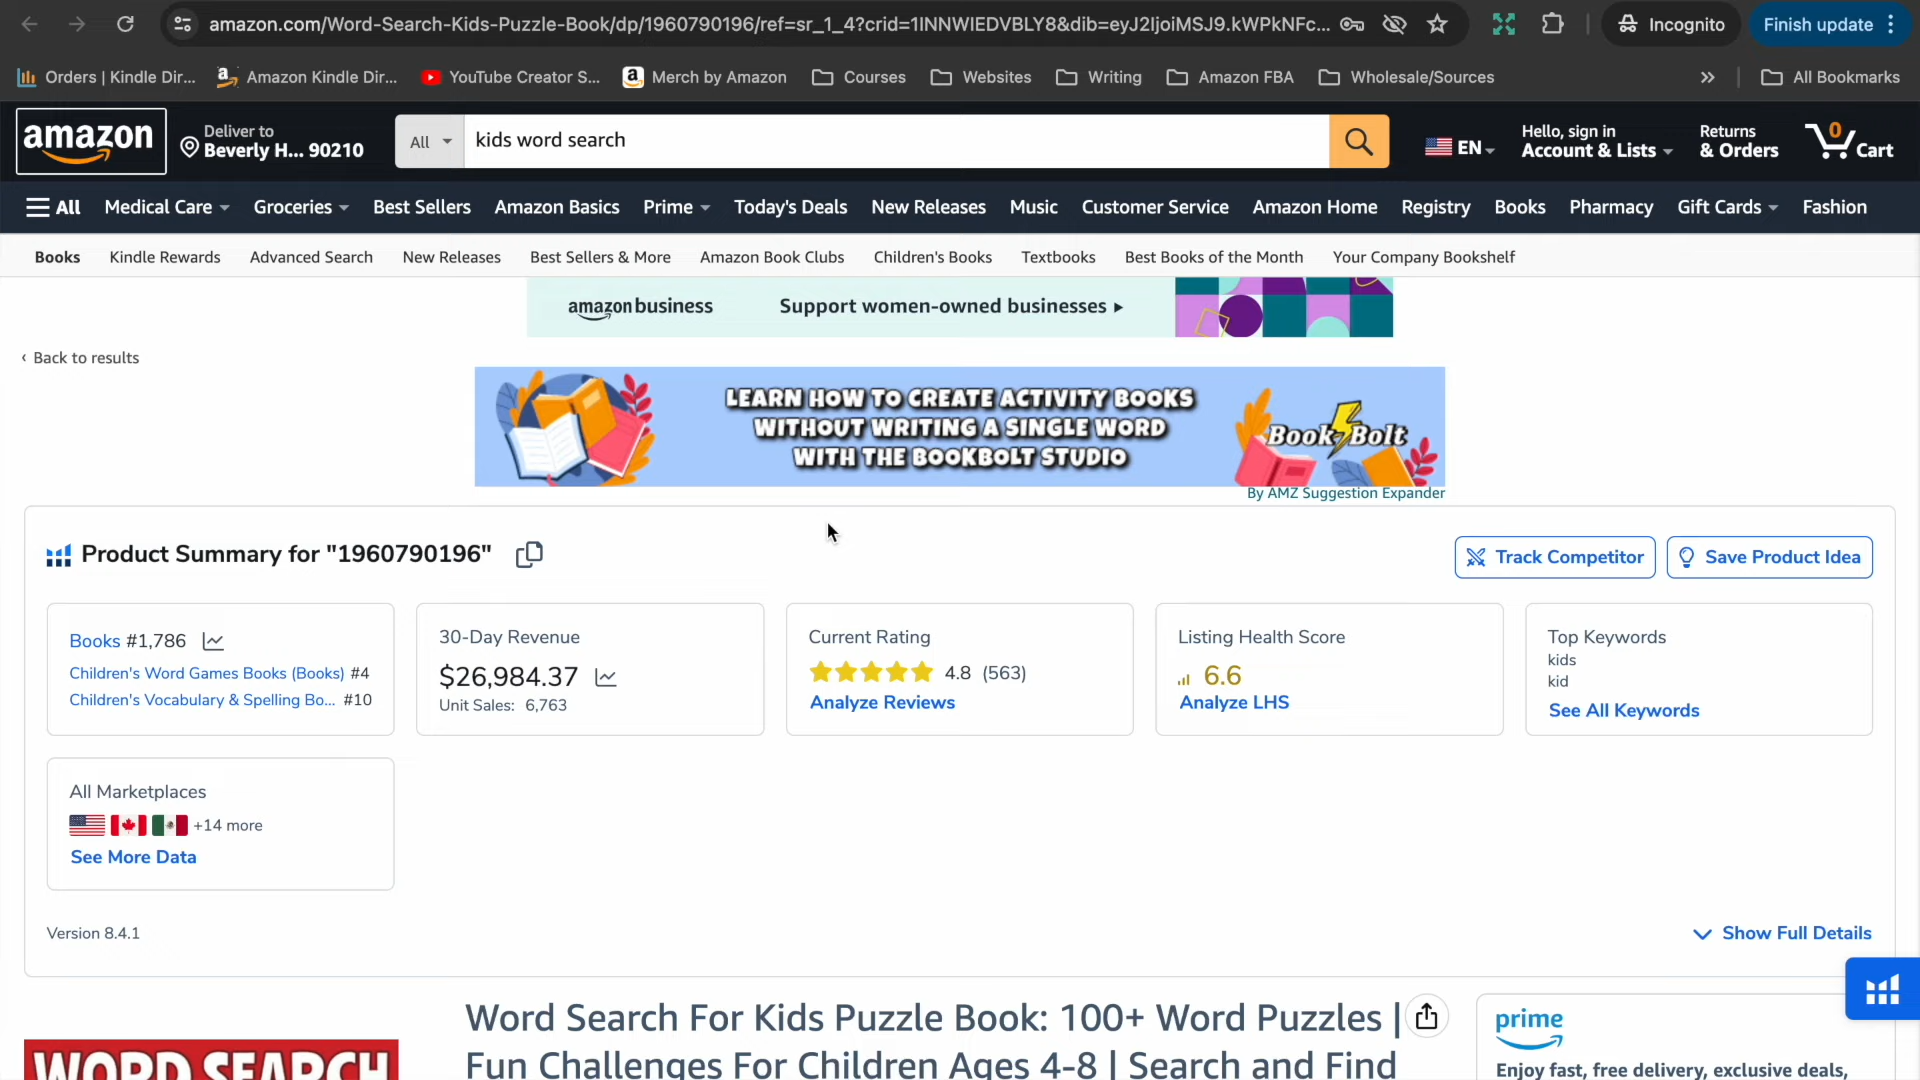 amazon.com/Word-Search-Kids-Puzzle-Book/dp/1960790196/ref=sr_1_4?crid=1INNWIEDVBLY8&dib=eyJ2IjoiMSJ9.kWPkNFc...
Incognito
Finish update
Orders | Kindle Dir...
Amazon Kindle Dir...
YouTube Creator S...
Merch by Amazon
Courses
Websites
Writing
Amazon FBA
Wholesale/Sources
All Bookmarks
amazon
Deliver to
Beverly H... 90210
All
kids word search
EN
Hello, sign in
Account & Lists
Returns
& Orders
0
Cart
All
Medical Care
Groceries
Best Sellers
Amazon Basics
Prime
Today's Deals
New Releases
Music
Customer Service
Amazon Home
Registry
Books
Pharmacy
Gift Cards
Fashion
Books
Kindle Rewards
Advanced Search
New Releases
Best Sellers & More
Amazon Book Clubs
Children's Books
Textbooks
Best Books of the Month
Your Company Bookshelf
amazon business
Support women-owned businesses
‹ Back to results
LEARN HOW TO CREATE ACTIVITY BOOKS
WITHOUT WRITING A SINGLE WORD
WITH THE BOOKBOLT STUDIO
Book Bolt
By AMZ Suggestion Expander
Product Summary for "1960790196"
Track Competitor
Save Product Idea
Books #1,786
Children's Word Games Books (Books) #4
Children's Vocabulary & Spelling Bo... #10
30-Day Revenue
$26,984.37
Unit Sales: 6,763
Current Rating
4.8 (563)
Analyze Reviews
Listing Health Score
6.6
Analyze LHS
Top Keywords
kids
kid
See All Keywords
All Marketplaces
+14 more
See More Data
Version 8.4.1
Show Full Details
WORD SEARCH
Word Search For Kids Puzzle Book: 100+ Word Puzzles |
Fun Challenges For Children Ages 4-8 | Search and Find
prime
Enjoy fast, free delivery, exclusive deals,